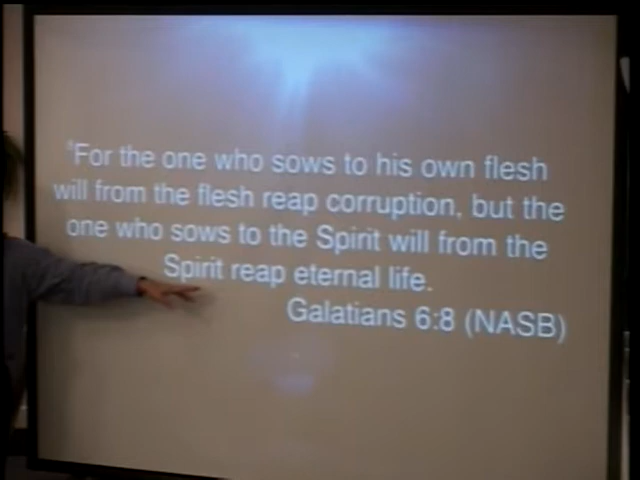 "For the one who sows to his own flesh
will from the flesh reap corruption, but the
one who sows to the Spirit will from the
Spirit reap eternal life.
Galatians 6:8 (NASB)